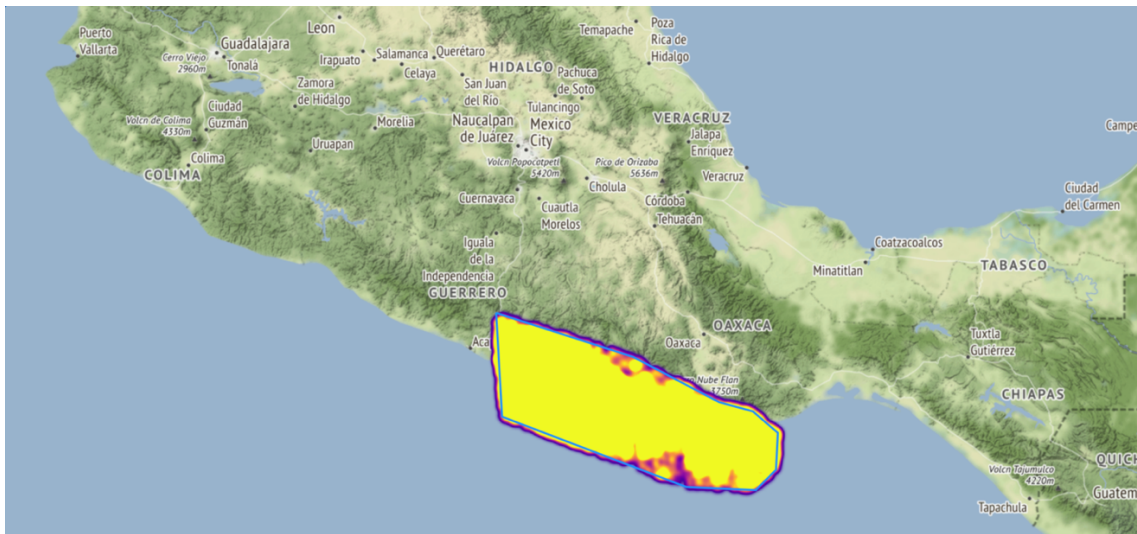 Puerto
Vallarta
Guadalajara
Cerro Viejo
2960m
Tonalá
Leon
Irapuato
Salamanca
Querétaro
Celaya
HIDALGO
San Juan
del Río
Pachuca
de Soto
Tulancingo
Temapache
Poza
Rica de
Hidalgo
Zamora
de Hidalgo
Ciudad
Guzmán
Volcn de Colima
4330m
Colima
COLIMA
Morelia
Uruapan
Naucalpan
de Juárez
Mexico
City
Volcn Popocatpetl
5420m
VERACRUZ
Jalapa
Enríquez
Pico de Orizaba
5636m
Veracruz
Campe
Cholula
Córdoba
Tehuacán
Cuernavaca
Cuautla
Morelos
Ciudad
del Carmen
Iguala
de la
Independencia
GUERRERO
Coatzacoalcos
Minatitlan
TABASCO
Aca
OAXACA
Oaxaca
Nube Flan
3750m
Tuxtla
Gutiérrez
CHIAPAS
QUICH
Volcn Tajumulco
4220m
Guatem
Tapachula